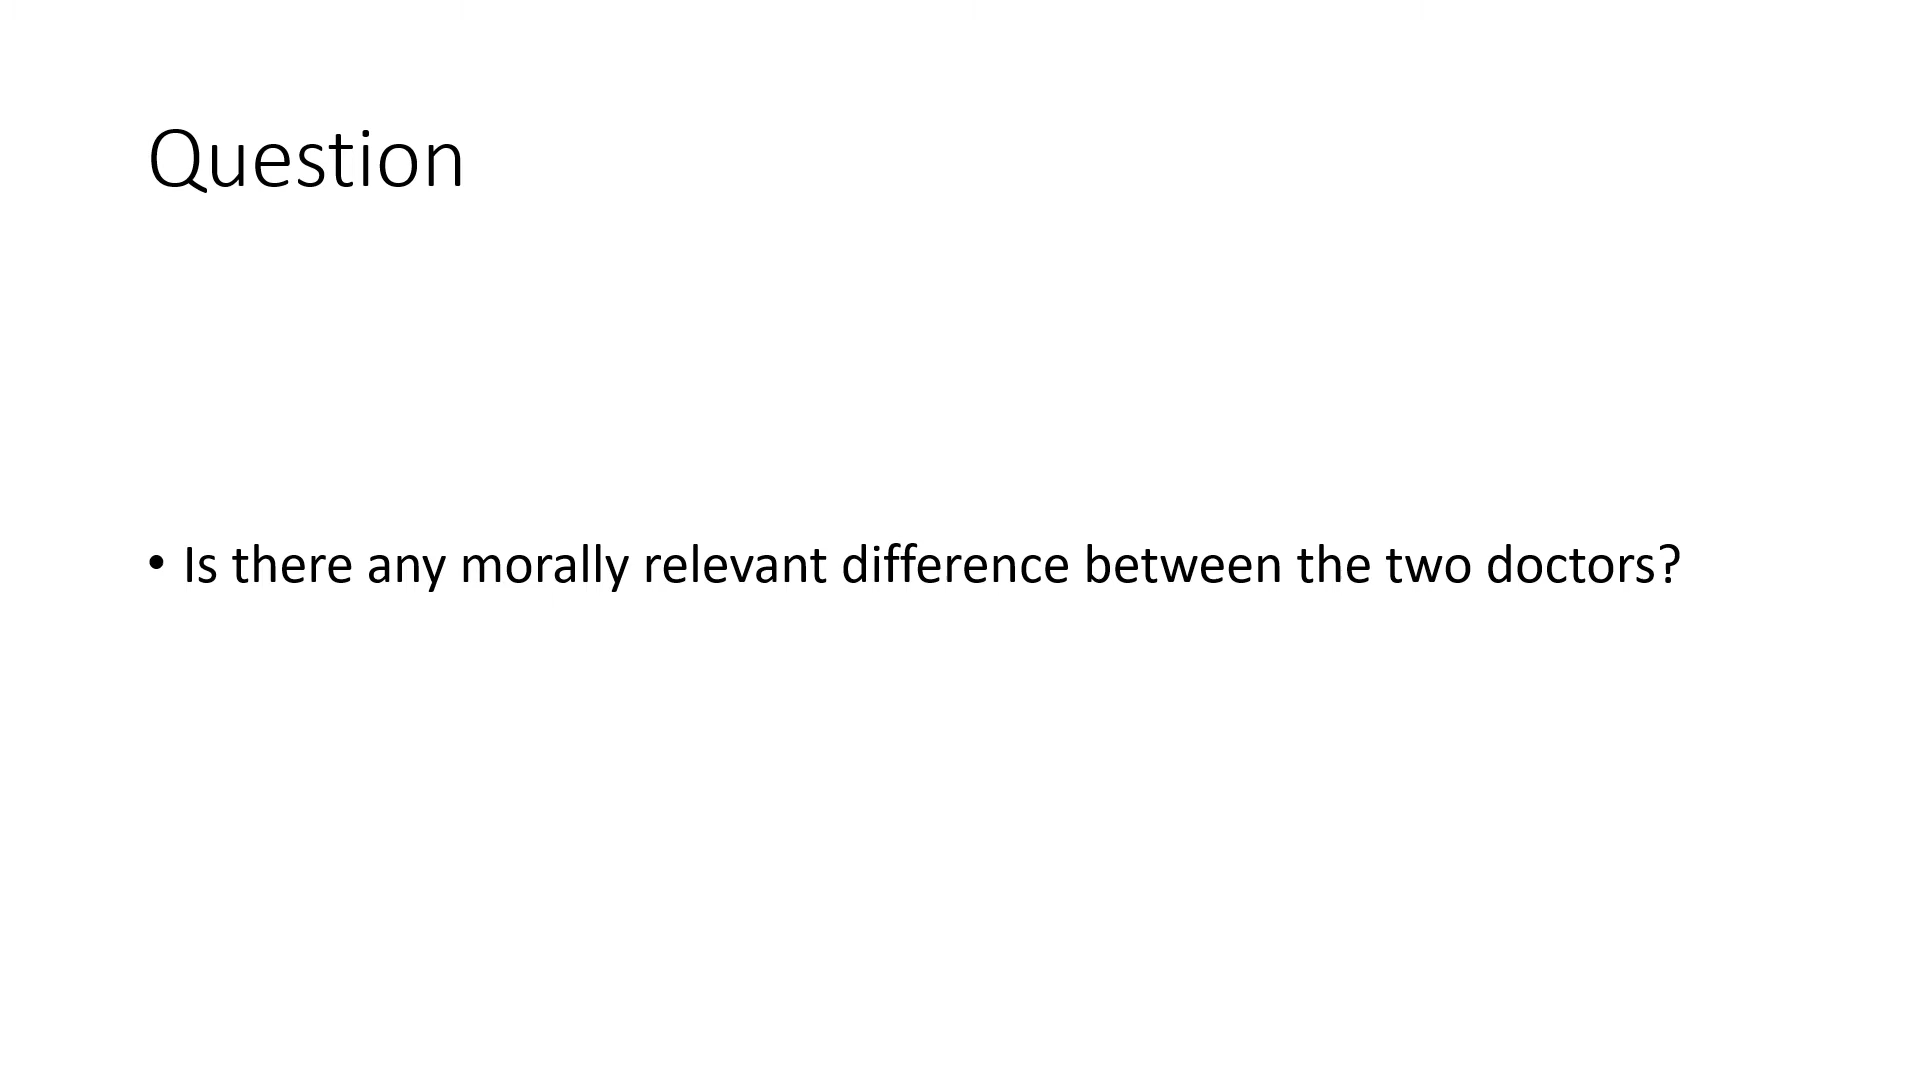 Question
• Is there any morally relevant difference between the two doctors?